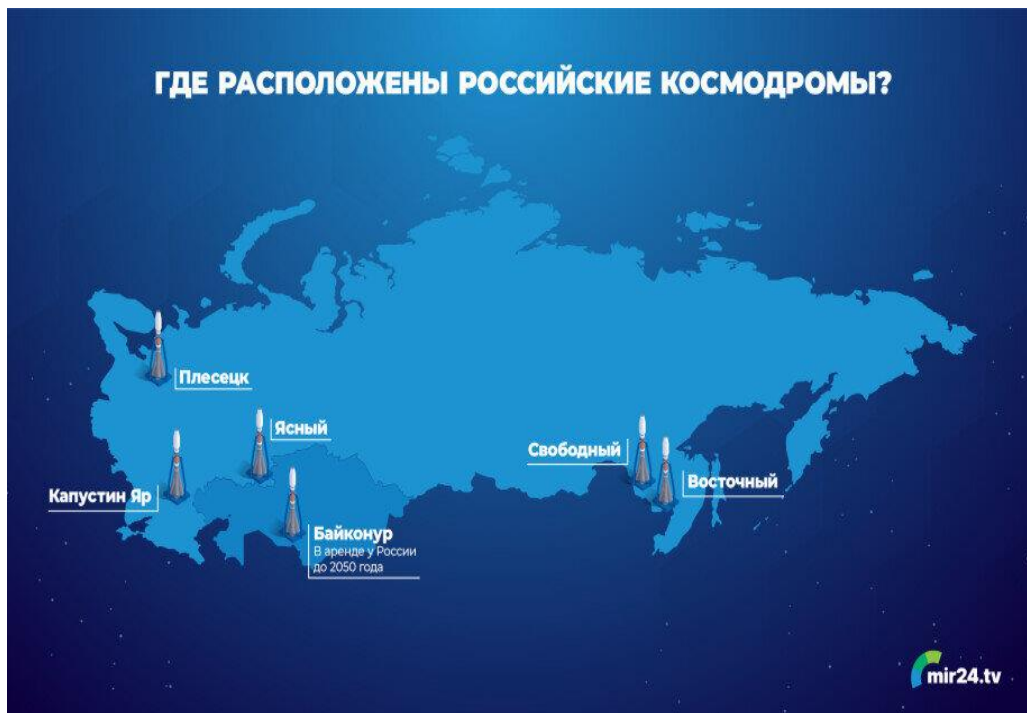 ГДЕ РАСПОЛОЖЕНЫ РОССИЙСКИЕ КОСМОДРОМЫ?
Плесецк
Ясный
Свободный
Восточный
Капустин Яр
Байконур
В аренде у России
до 2050 года
mir24.tv